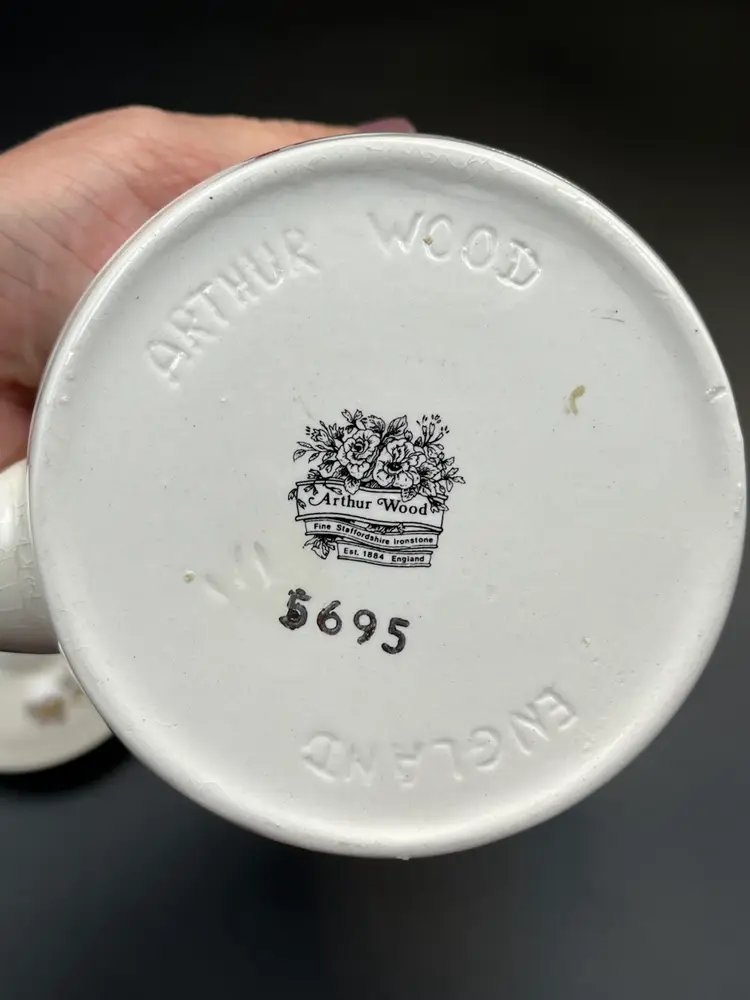 ARTHUR WOOD
Arthur Wood
Fine Staffordshire Ironstone
Est. 1884 England
5695
ENGLAND